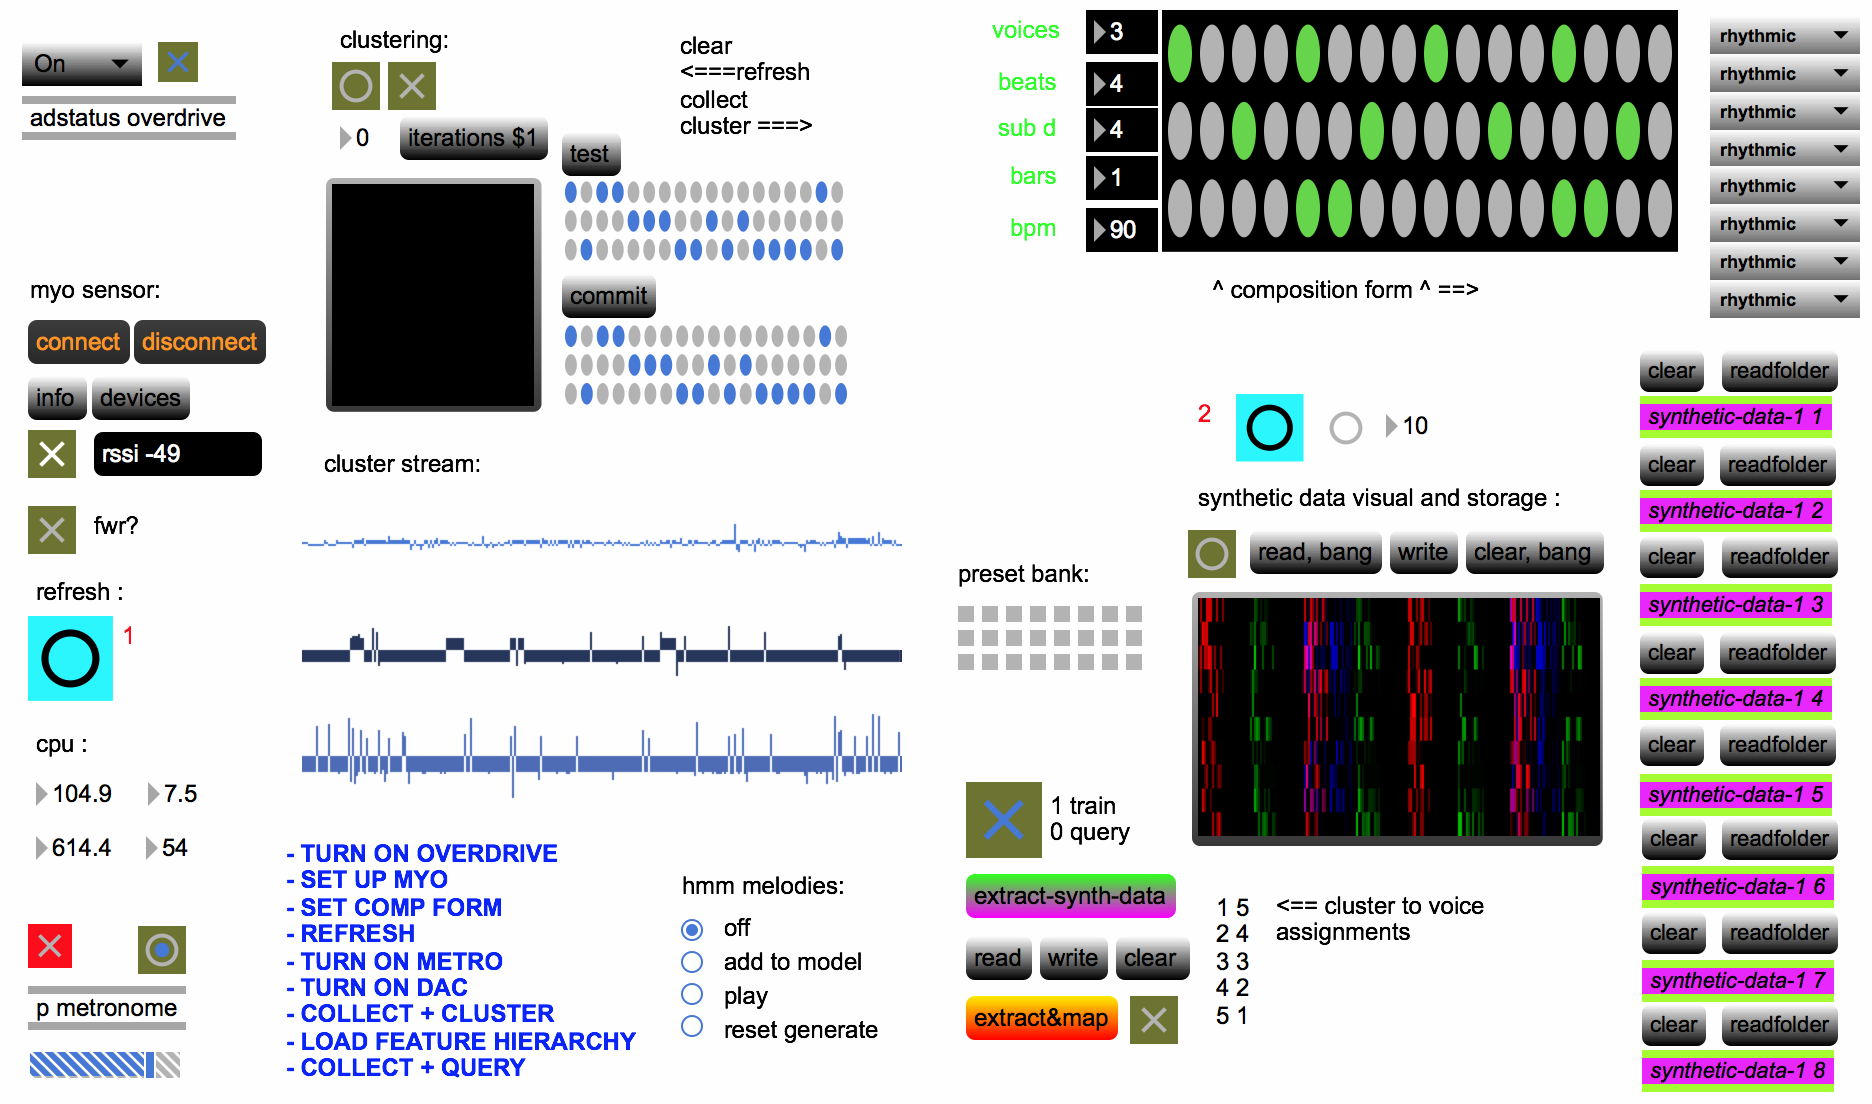 On
adstatus overdrive
clustering:
0
iterations $1
clear
<===refresh
collect
cluster ===>
test
commit
voices
3
beats
4
sub d
4
bars
1
bpm
90
^ composition form ^ ==>
rhythmic
rhythmic
rhythmic
rhythmic
rhythmic
rhythmic
rhythmic
rhythmic
myo sensor:
connect
disconnect
info
devices
rssi -49
fwr?
refresh :
1
cpu :
104.9
7.5
614.4
54
p metronome
cluster stream:
- TURN ON OVERDRIVE
- SET UP MYO
- SET COMP FORM
- REFRESH
- TURN ON METRO
- TURN ON DAC
- COLLECT + CLUSTER
- LOAD FEATURE HIERARCHY
- COLLECT + QUERY
hmm melodies:
off
add to model
play
reset generate
2
10
synthetic data visual and storage :
read, bang
write
clear, bang
preset bank:
1 train
0 query
extract-synth-data
read
write
clear
extract&map
1 5
2 4
3 3
4 2
5 1
<== cluster to voice
assignments
clear
readfolder
synthetic-data-1 1
clear
readfolder
synthetic-data-1 2
clear
readfolder
synthetic-data-1 3
clear
readfolder
synthetic-data-1 4
clear
readfolder
synthetic-data-1 5
clear
readfolder
synthetic-data-1 6
clear
readfolder
synthetic-data-1 7
clear
readfolder
synthetic-data-1 8